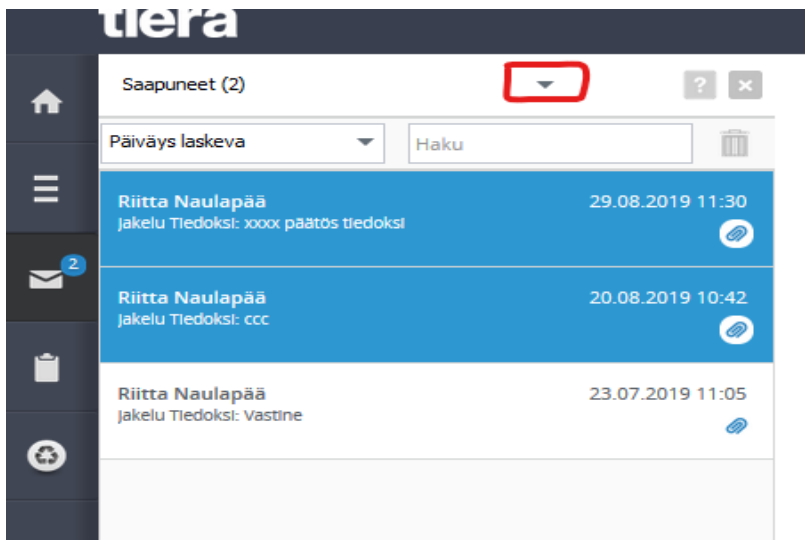 tiera
Saapuneet (2)
?
Päiväys laskeva
Haku
Riitta Naulapää 29.08.2019 11:30
Jakelu Tiedoksi: xxxx päätös tiedoksi
2
Riitta Naulapää 20.08.2019 10:42
Jakelu Tiedoksi: ccc
Riitta Naulapää 23.07.2019 11:05
Jakelu Tiedoksi: Vastine